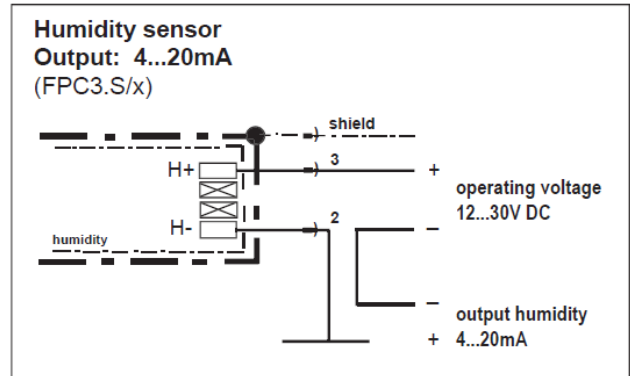 Humidity sensor
Output: 4...20mA
(FPC3.S/x)
shield
H+
3
+
operating voltage
12...30V DC
H-
2
−
humidity
−
output humidity
+
4...20mA